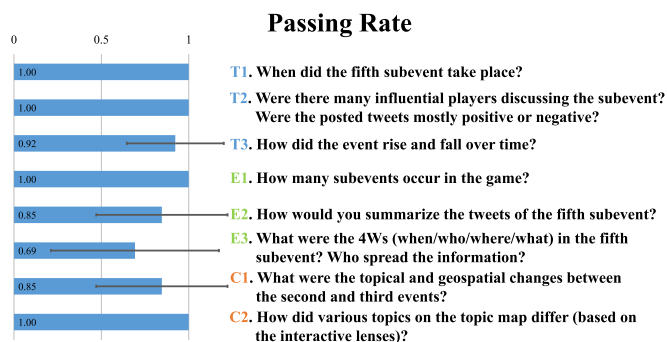 Passing Rate
0 0.5 1
1.00 T1. When did the fifth subevent take place?
1.00 T2. Were there many influential players discussing the subevent?
Were the posted tweets mostly positive or negative?
0.92 T3. How did the event rise and fall over time?
1.00 E1. How many subevents occur in the game?
0.85 E2. How would you summarize the tweets of the fifth subevent?
0.69 E3. What were the 4Ws (when/who/where/what) in the fifth
subevent? Who spread the information?
0.85 C1. What were the topical and geospatial changes between
the second and third events?
1.00 C2. How did various topics on the topic map differ (based on
the interactive lenses)?